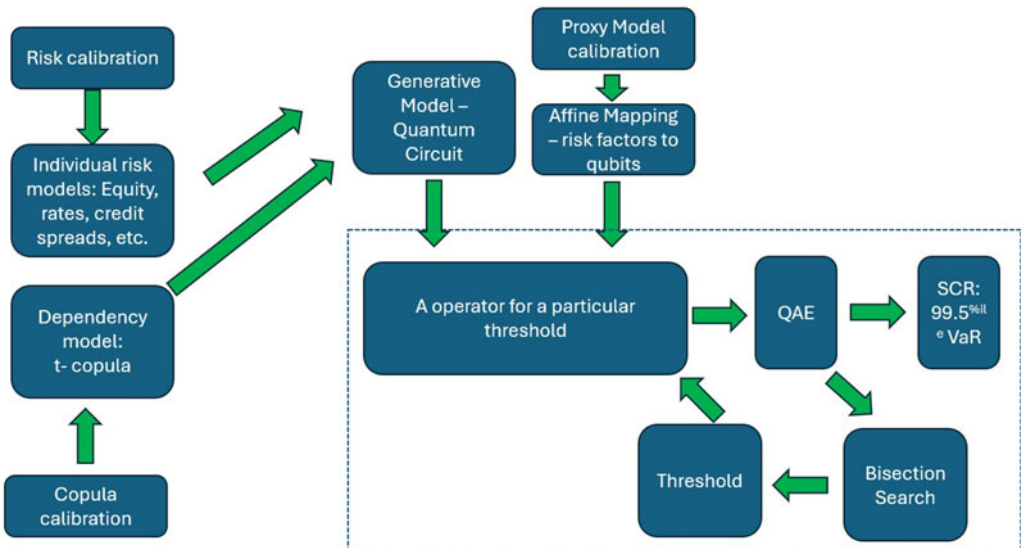 Risk calibration
Individual risk
models: Equity,
rates, credit
spreads, etc.
Dependency
model:
t- copula
Copula
calibration
Generative
Model –
Quantum
Circuit
Proxy Model
calibration
Affine Mapping
– risk factors to
qubits
A operator for a particular
threshold
QAE
SCR:
99.5%il
e VaR
Threshold
Bisection
Search